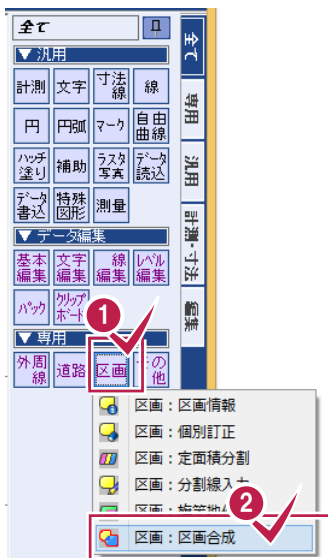 全て
▼ 汎用
計測 文字 寸法線 線
円 円弧 マーク 自由曲線
ハッチ塗り 補助 ラスタ写真 データ読込
データ書込 特殊図形 測量
▼ データ編集
基本編集 文字編集 線編集 レベル編集
パック クリップボード
▼ 専用
外周線 道路 区画 その他
全て
専用
汎用
計測・寸法
編集
1
区画：区画情報
区画：個別訂正
区画：定面積分割
区画：分割線入力
区画：
2
区画：区画合成